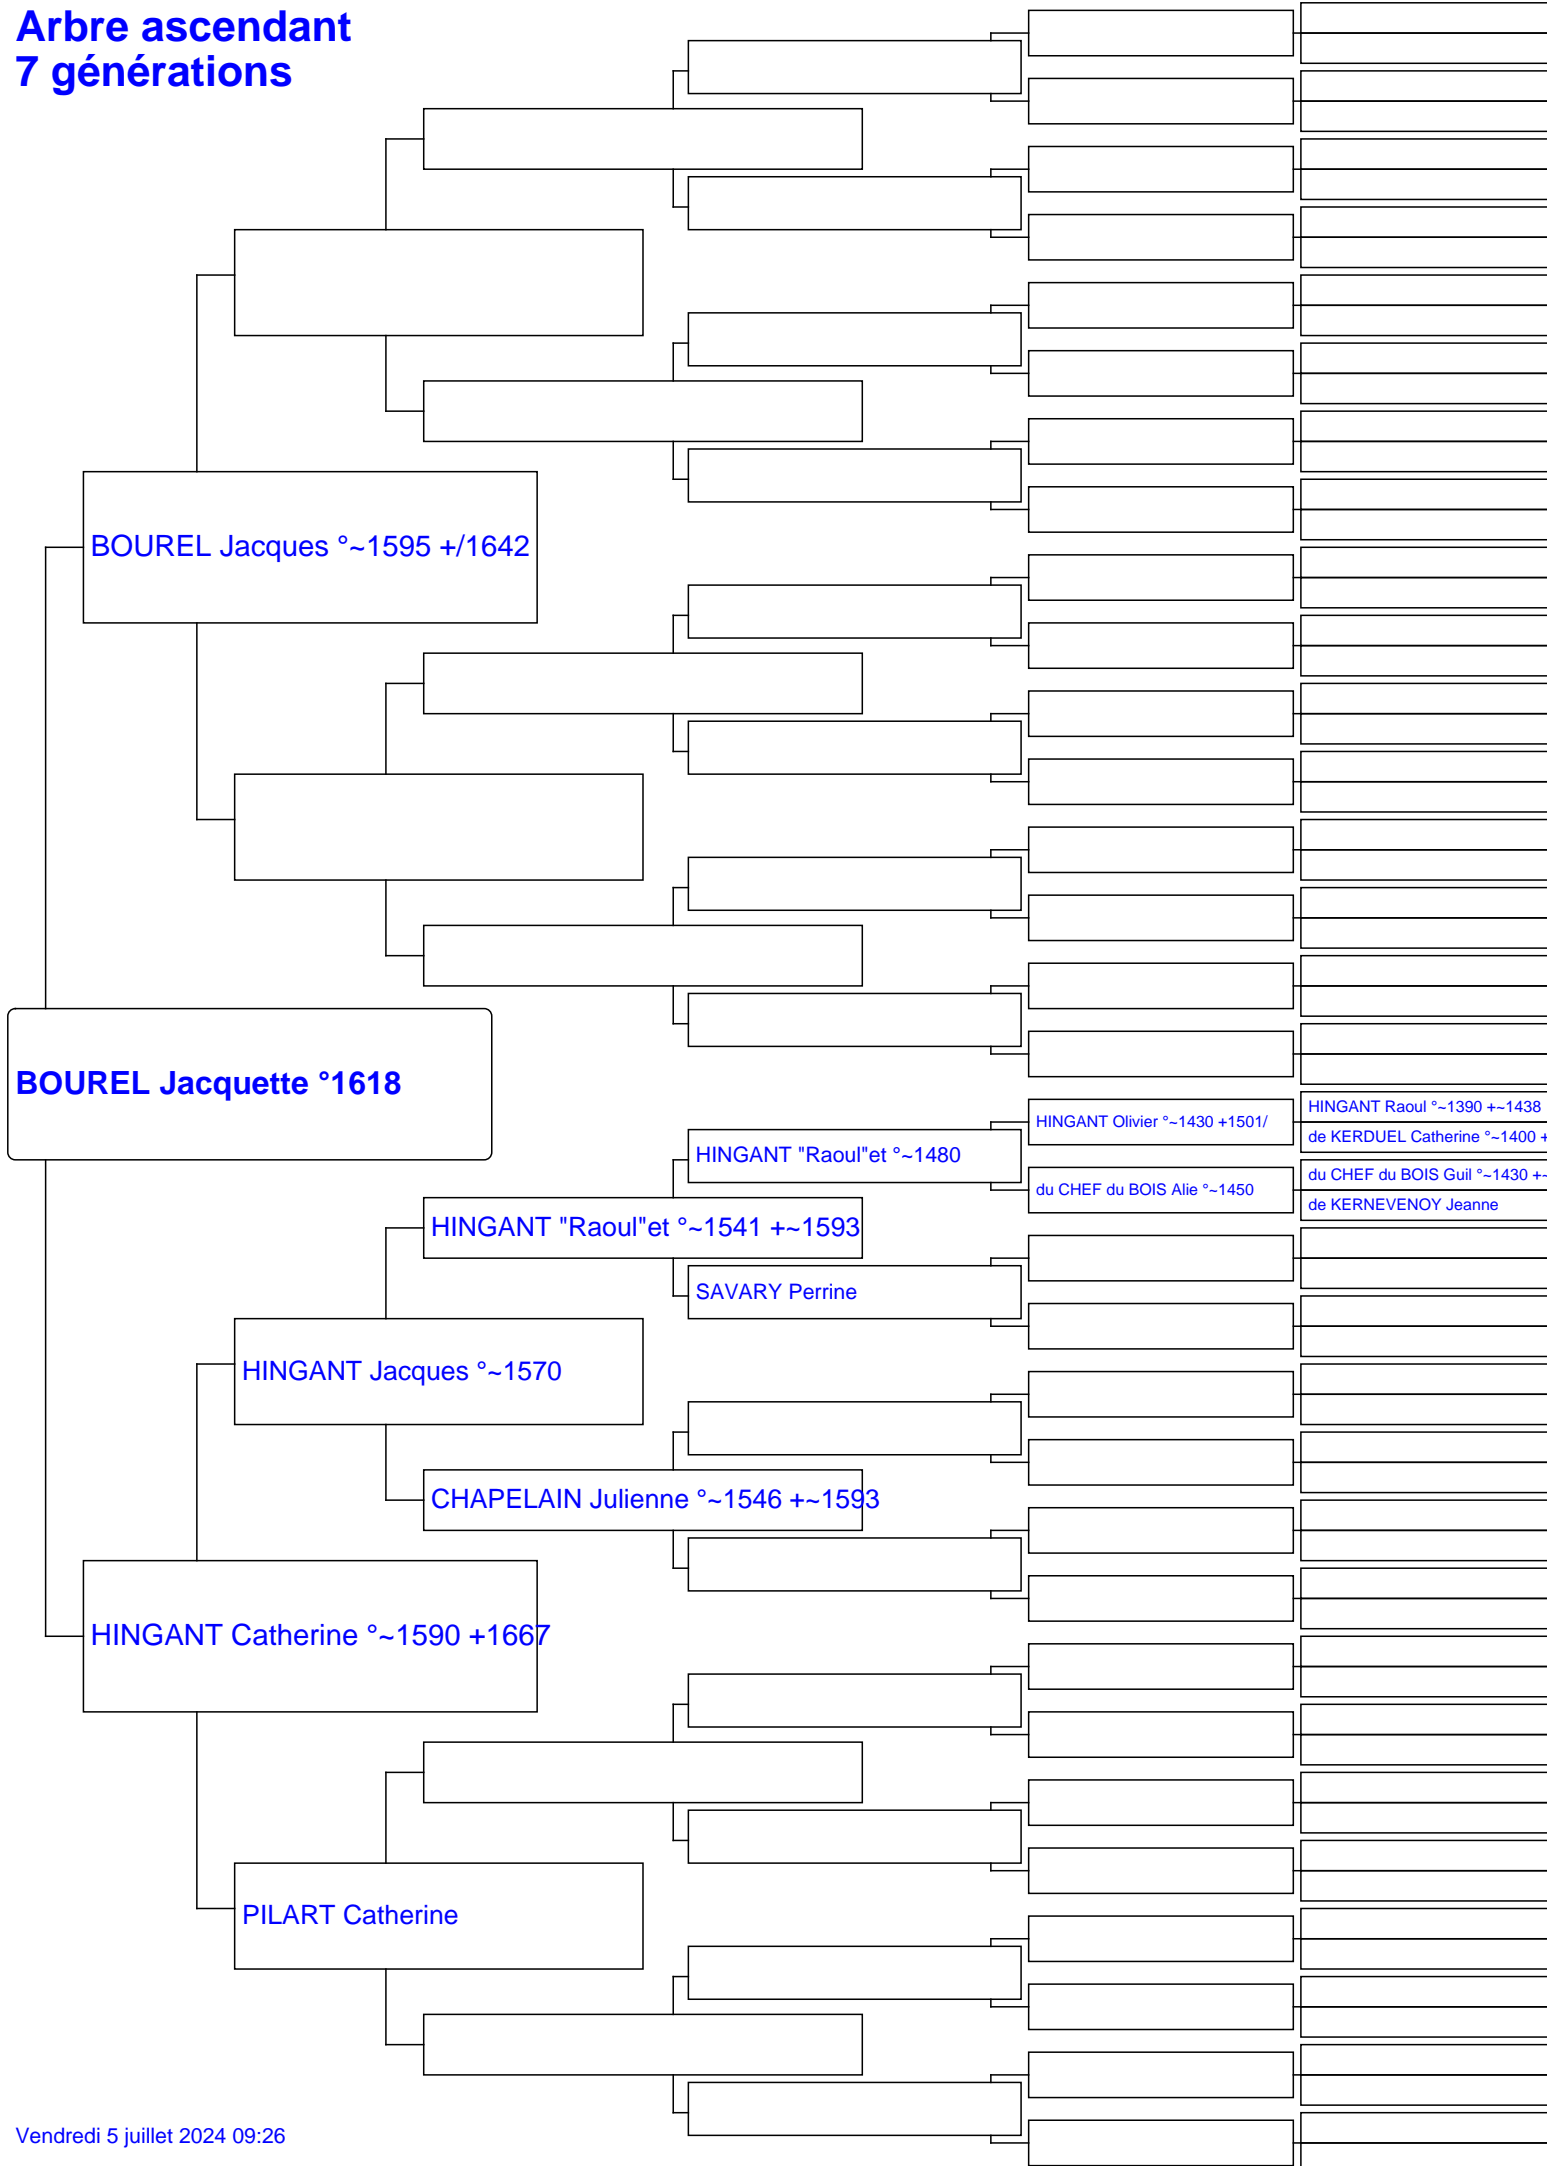 Arbre ascendant
7 générations
BOUREL Jacques °~1595 +/1642
BOUREL Jacquette °1618
HINGANT Raoul °~1390 +~1438
HINGANT Olivier °~1430 +1501/
de KERDUEL Catherine °~1400 +
HINGANT "Raoul"et °~1480
du CHEF du BOIS Guil °~1430 +~
du CHEF du BOIS Alie °~1450
de KERNEVENOY Jeanne
HINGANT "Raoul"et °~1541 +~1593
SAVARY Perrine
HINGANT Jacques °~1570
CHAPELAIN Julienne °~1546 +~1593
HINGANT Catherine °~1590 +1667
PILART Catherine
Vendredi 5 juillet 2024 09:26